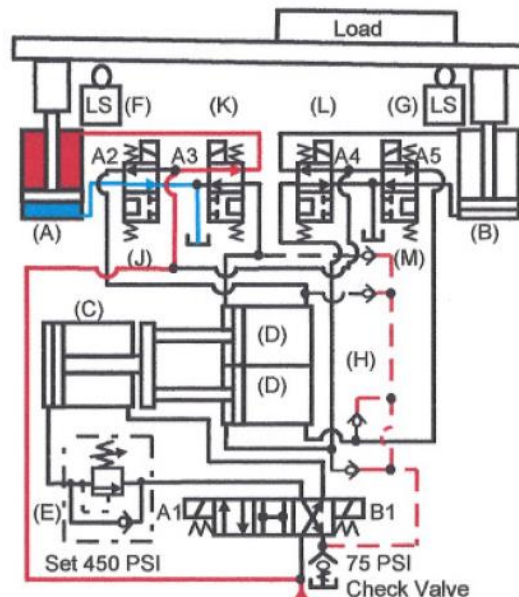 Load
LS (F) (K) (L) (G) LS
A2 A3 A4 A5
(A) (J) (M) (B)
(C)
(D)
(H)
(D)
(E) A1 B1
Set 450 PSI 75 PSI
Check Valve